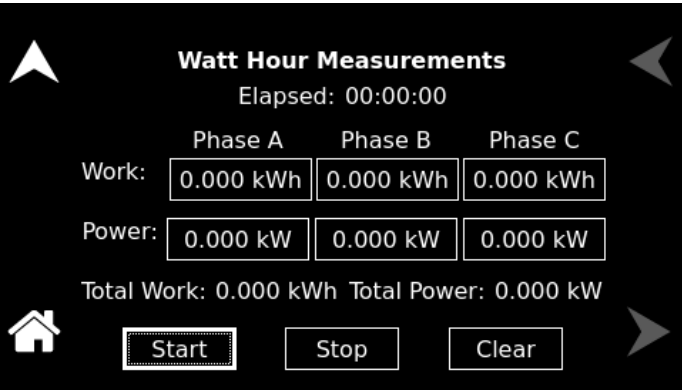 Watt Hour Measurements
Elapsed: 00:00:00
Phase A Phase B Phase C
Work: 0.000 kWh 0.000 kWh 0.000 kWh
Power: 0.000 kW 0.000 kW 0.000 kW
Total Work: 0.000 kWh Total Power: 0.000 kW
Start Stop Clear